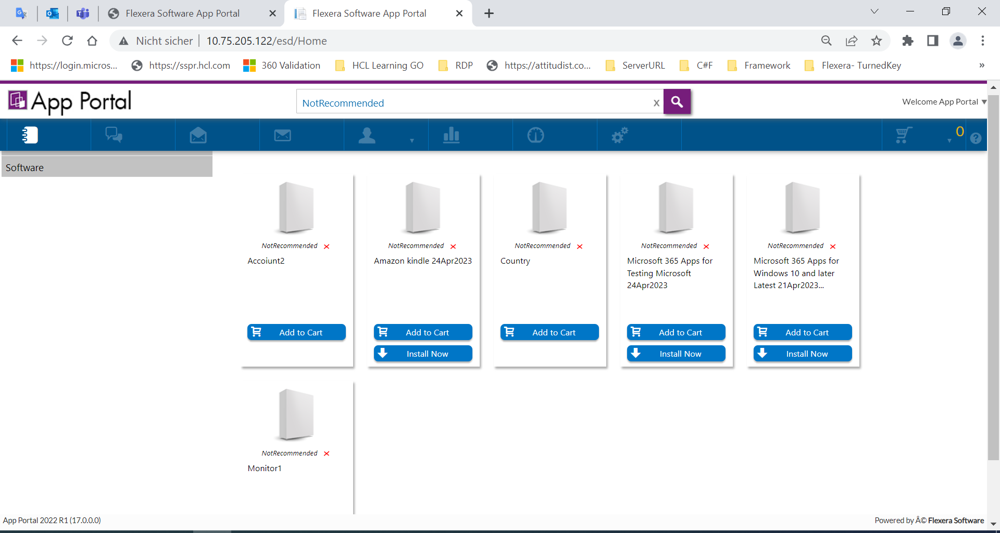 Flexera Software App Portal
Flexera Software App Portal
Nicht sicher
10.75.205.122/esd/Home
https://login.micros...
https://sspr.hcl.com
360 Validation
HCL Learning GO
RDP
https://attitudist.co...
ServerURL
C#F
Framework
Flexera- TurnedKey
»
App Portal
NotRecommended
x
Welcome App Portal
0
Software
NotRecommended
Accoiunt2
Add to Cart
NotRecommended
Amazon kindle 24Apr2023
Add to Cart
Install Now
NotRecommended
Country
Add to Cart
NotRecommended
Microsoft 365 Apps for
Testing Microsoft
24Apr2023
Add to Cart
Install Now
NotRecommended
Microsoft 365 Apps for
Windows 10 and later
Latest 21Apr2023...
Add to Cart
Install Now
NotRecommended
Monitor1
App Portal 2022 R1 (17.0.0.0)
Powered by Â© Flexera Software